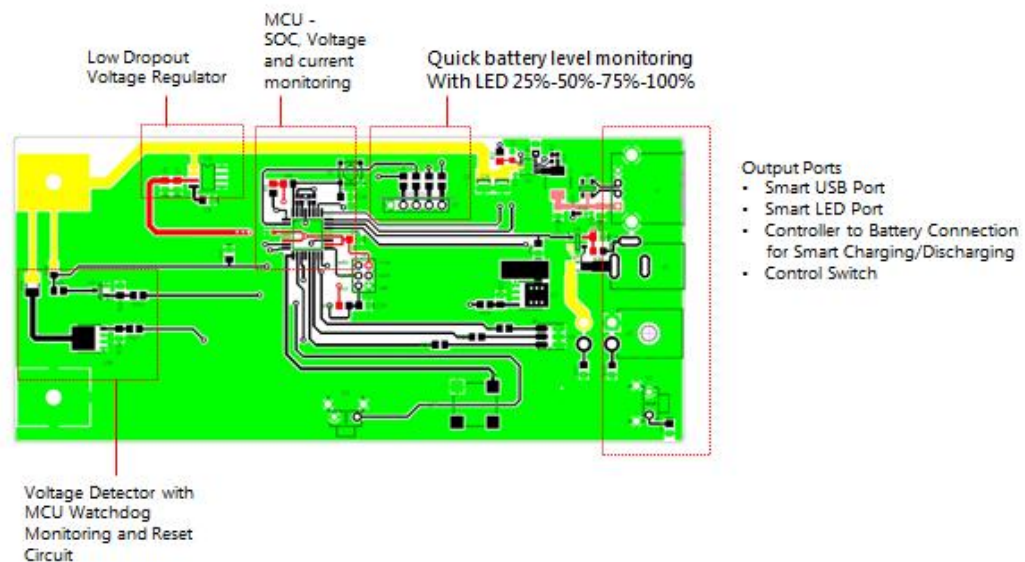 MCU -
SOC, Voltage
and current
monitoring
Low Dropout
Voltage Regulator
Quick battery level monitoring
With LED 25%-50%-75%-100%
Output Ports
• Smart USB Port
• Smart LED Port
• Controller to Battery Connection
for Smart Charging/Discharging
• Control Switch
Voltage Detector with
MCU Watchdog
Monitoring and Reset
Circuit